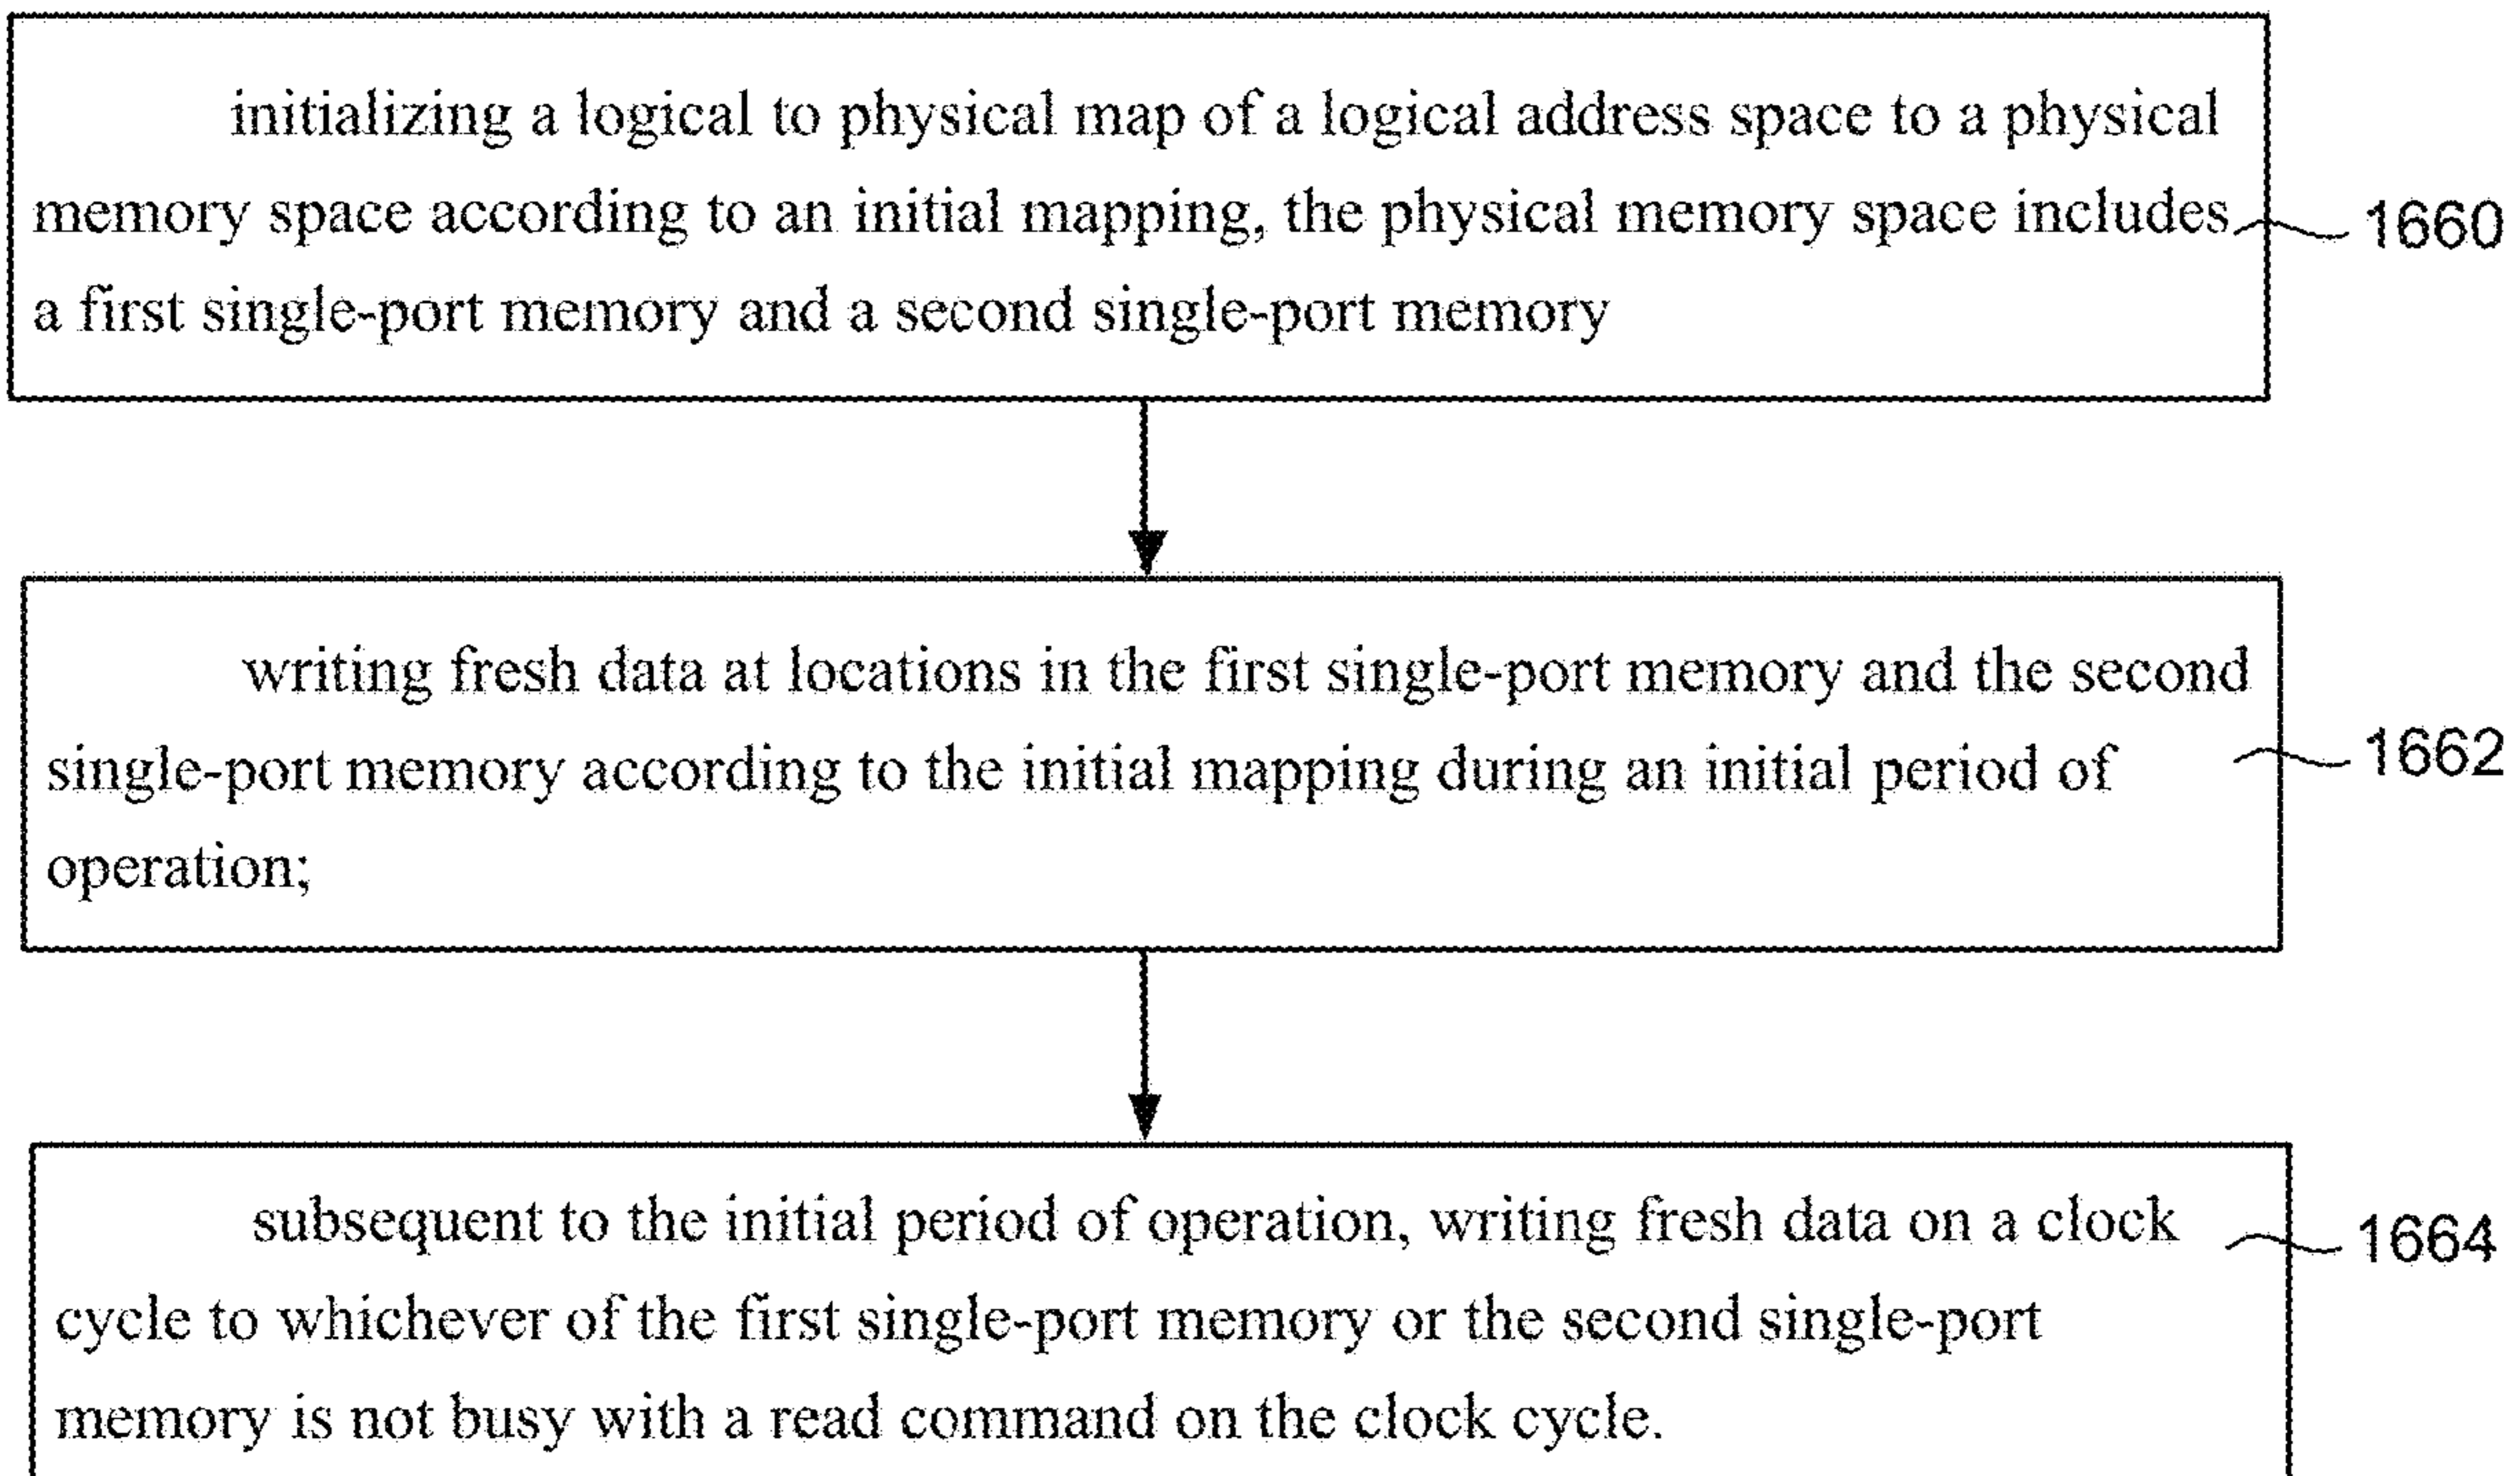 initializing a logical to physical map of a logical address space to a physical
memory space according to an initial mapping, the physical memory space includes
1660
a first single-port memory and a second single-port memory
writing fresh data at locations in the first single-port memory and the second
single-port memory according to the initial mapping during an initial period of
1662
operation;
subsequent to the initial period of operation, writing fresh data on a clock
1664
cycle to whichever of the first single-port memory or the second single-port
memory is not busy with a read command on the clock cycle.